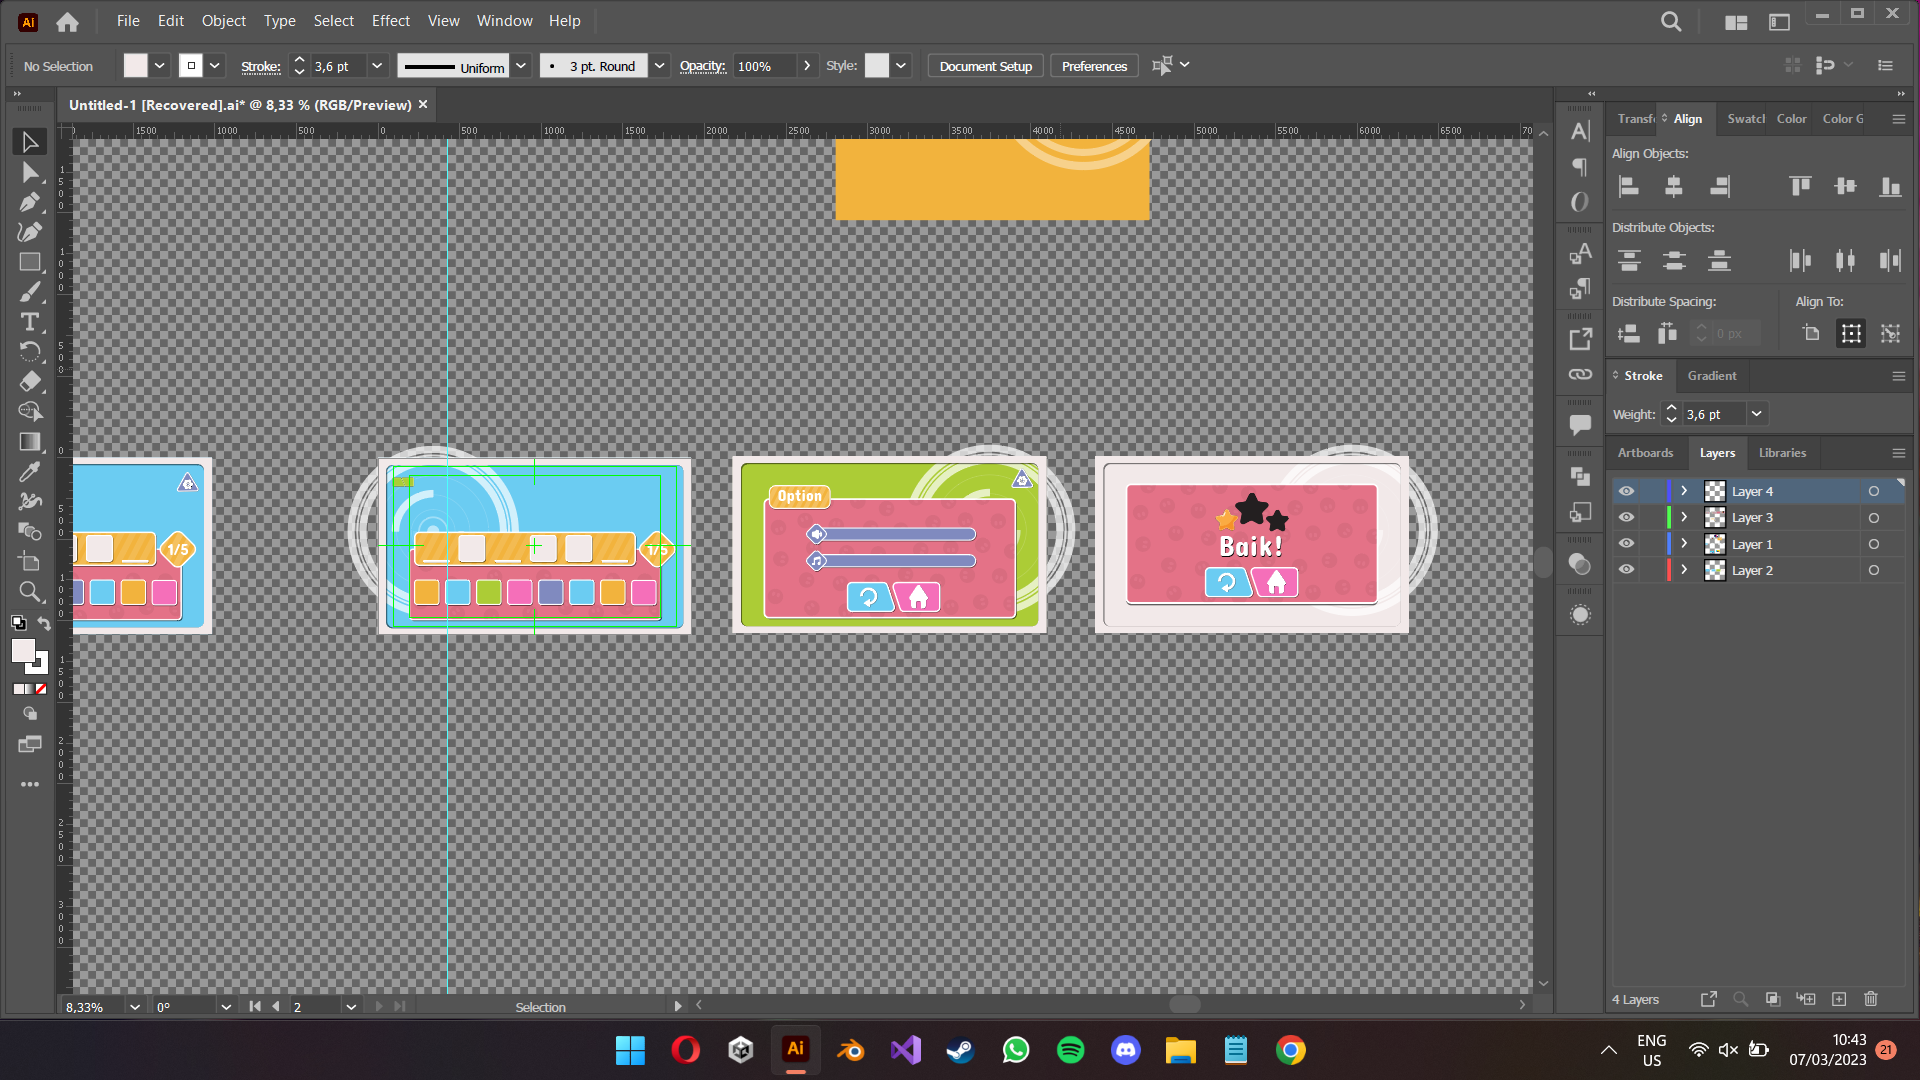 Ai File Edit Object Type Select Effect View Window Help
No Selection Stroke: 3,6 pt Uniform 3 pt. Round Opacity: 100% Style: Document Setup Preferences
Untitled-1 [Recovered].ai* @ 8,33 % (RGB/Preview)
1500 1000 500 0 500 1000 1500 2000 2500 3000 3500 4000 4500 5000 5500 6000 6500 70
Transf Align Swatcl Color Color G
Align Objects:
Distribute Objects:
Distribute Spacing: Align To:
0 px
Stroke Gradient
Weight: 3,6 pt
Artboards Layers Libraries
Layer 4
Layer 3
Layer 1
Layer 2
4 Layers
1/5
1/5
Option
Baik!
8,33% 0° 2 Selection
Ai
ENG
US
10:43
07/03/2023
21